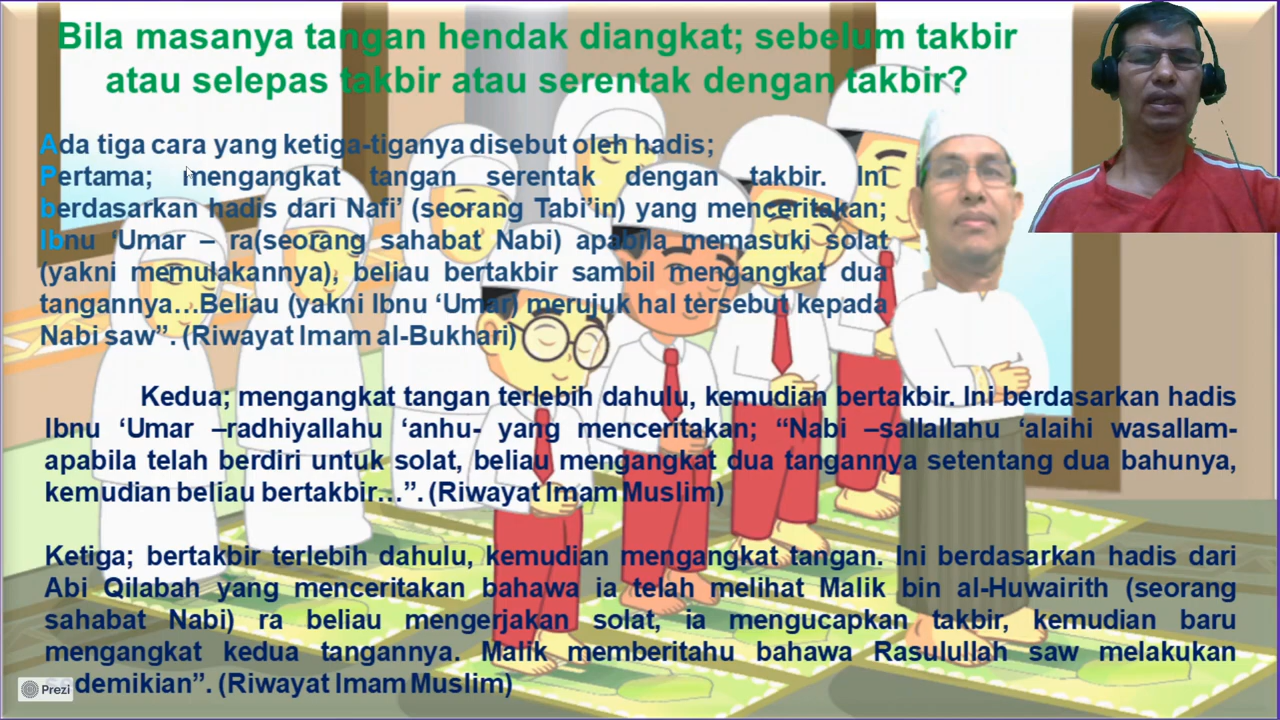 Bila masanya tangan hendak diangkat; sebelum takbir
atau selepas takbir atau serentak dengan takbir?
Ada tiga cara yang ketiga-tiganya disebut oleh hadis;
Pertama; mengangkat tangan serentak dengan takbir. Ini
berdasarkan hadis dari Nafi’ (seorang Tabi’in) yang menceritakan;
Ibnu ‘Umar – ra(seorang sahabat Nabi) apabila memasuki solat
(yakni memulakannya), beliau bertakbir sambil mengangkat dua
tangannya…Beliau (yakni Ibnu ‘Umar) merujuk hal tersebut kepada
Nabi saw”. (Riwayat Imam al-Bukhari)
Kedua; mengangkat tangan terlebih dahulu, kemudian bertakbir. Ini berdasarkan hadis
Ibnu ‘Umar –radhiyallahu ‘anhu- yang menceritakan; “Nabi –sallallahu ‘alaihi wasallam-
apabila telah berdiri untuk solat, beliau mengangkat dua tangannya setentang dua bahunya,
kemudian beliau bertakbir…”. (Riwayat Imam Muslim)
Ketiga; bertakbir terlebih dahulu, kemudian mengangkat tangan. Ini berdasarkan hadis dari
Abi Qilabah yang menceritakan bahawa ia telah melihat Malik bin al-Huwairith (seorang
sahabat Nabi) ra beliau mengerjakan solat, ia mengucapkan takbir, kemudian baru
mengangkat kedua tangannya. Malik memberitahu bahawa Rasulullah saw melakukan
sedemikian”. (Riwayat Imam Muslim)
Prezi